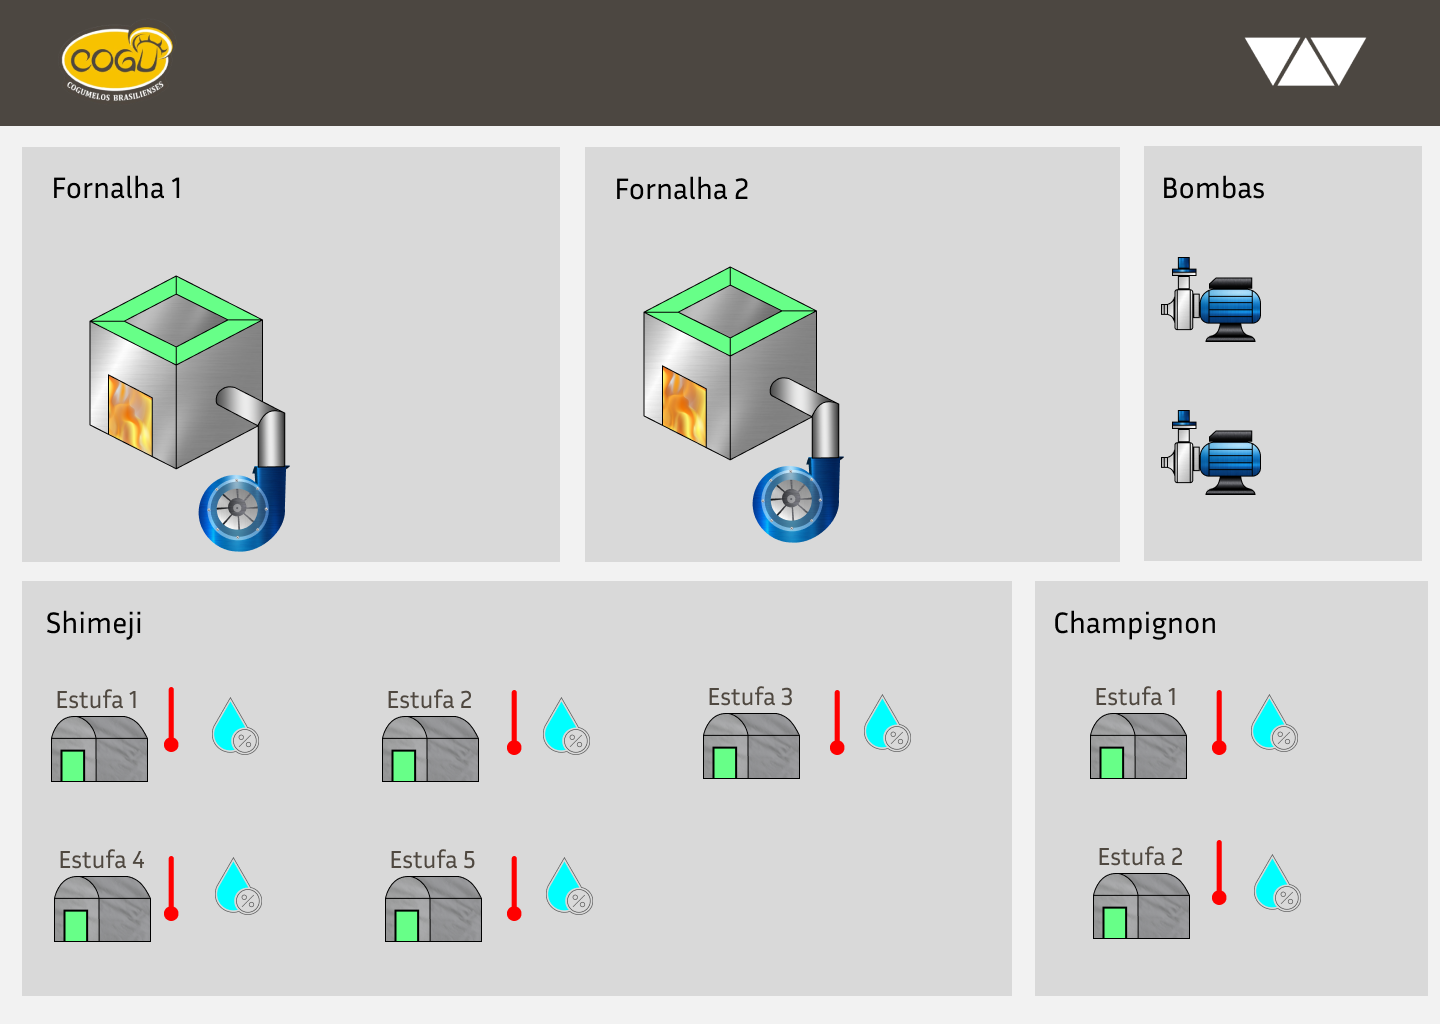 COGU
COGUMELOS BRASILIENSES
Fornalha 1
Fornalha 2
Bombas
Shimeji
Estufa 1
%
Estufa 2
%
Estufa 3
%
Estufa 4
%
Estufa 5
%
Champignon
Estufa 1
%
Estufa 2
%